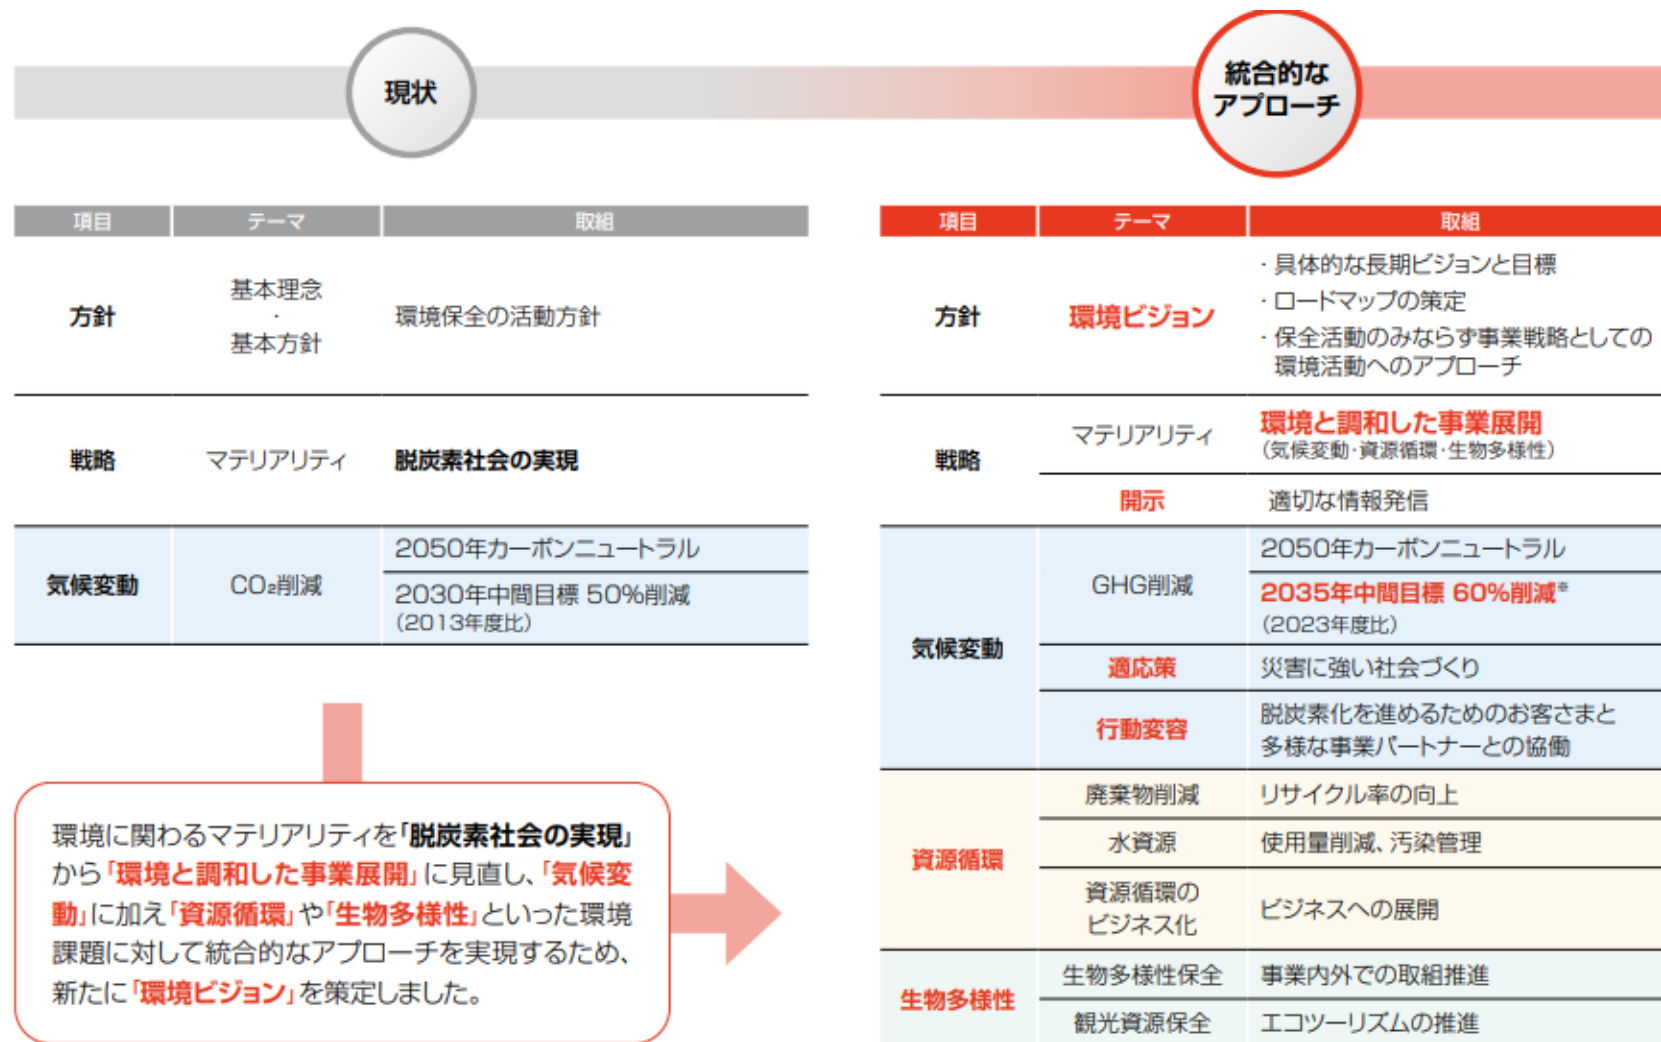 現状
統合的な
アプローチ
項目 テーマ 取組
方針
基本理念
・
基本方針
環境保全の活動方針
戦略 マテリアリティ 脱炭素社会の実現
気候変動
CO₂削減
2050年カーボンニュートラル
2030年中間目標 50%削減
（2013年度比）
環境に関わるマテリアリティを「脱炭素社会の実現」
から「環境と調和した事業展開」に見直し、「気候変
動」に加え「資源循環」や「生物多様性」といった環境
課題に対して統合的なアプローチを実現するため、
新たに「環境ビジョン」を策定しました。
項目 テーマ 取組
方針
環境ビジョン
・具体的な長期ビジョンと目標
・ロードマップの策定
・保全活動のみならず事業戦略としての
環境活動へのアプローチ
戦略
マテリアリティ
環境と調和した事業展開
（気候変動・資源循環・生物多様性）
開示 適切な情報発信
気候変動
GHG削減
2050年カーボンニュートラル
2035年中間目標 60%削減※
（2023年度比）
適応策 災害に強い社会づくり
行動変容
脱炭素化を進めるためのお客さまと
多様な事業パートナーとの協働
資源循環
廃棄物削減 リサイクル率の向上
水資源 使用量削減、汚染管理
資源循環の
ビジネス化
ビジネスへの展開
生物多様性
生物多様性保全 事業内外での取組推進
観光資源保全 エコツーリズムの推進